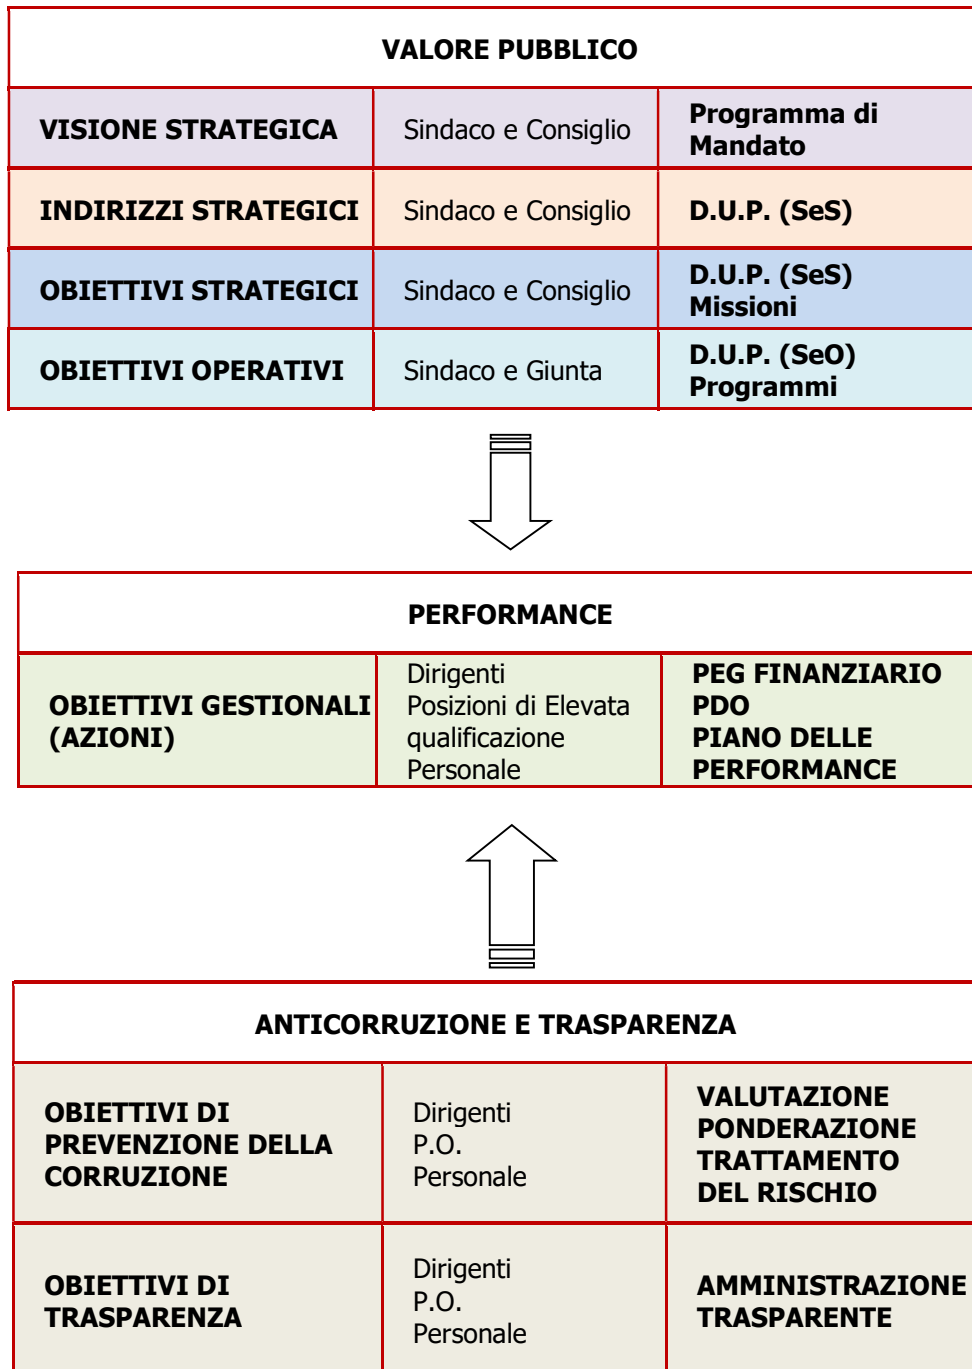 VALORE PUBBLICO
VISIONE STRATEGICA
Sindaco e Consiglio
Programma di
Mandato
INDIRIZZI STRATEGICI
Sindaco e Consiglio
D.U.P. (SeS)
OBIETTIVI STRATEGICI
Sindaco e Consiglio
D.U.P. (SeS)
Missioni
OBIETTIVI OPERATIVI
Sindaco e Giunta
D.U.P. (SeO)
Programmi
PERFORMANCE
OBIETTIVI GESTIONALI
(AZIONI)
Dirigenti
Posizioni di Elevata
qualificazione
Personale
PEG FINANZIARIO
PDO
PIANO DELLE
PERFORMANCE
ANTICORRUZIONE E TRASPARENZA
OBIETTIVI DI
PREVENZIONE DELLA
CORRUZIONE
Dirigenti
P.O.
Personale
VALUTAZIONE
PONDERAZIONE
TRATTAMENTO
DEL RISCHIO
OBIETTIVI DI
TRASPARENZA
Dirigenti
P.O.
Personale
AMMINISTRAZIONE
TRASPARENTE